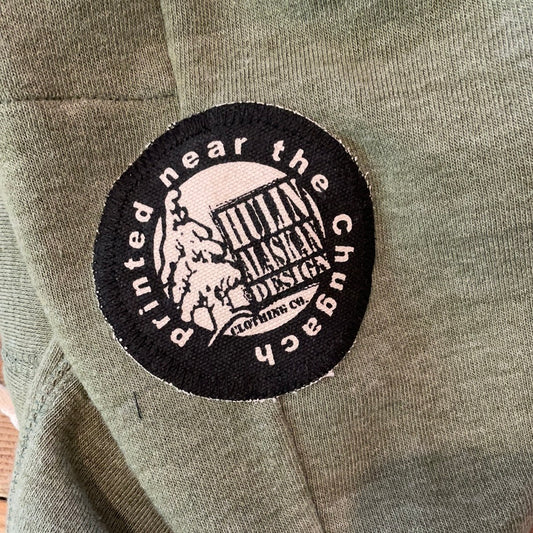 printed near the Chugach
HULIN
ALASKAN
DESIGN
CLOTHING CO.